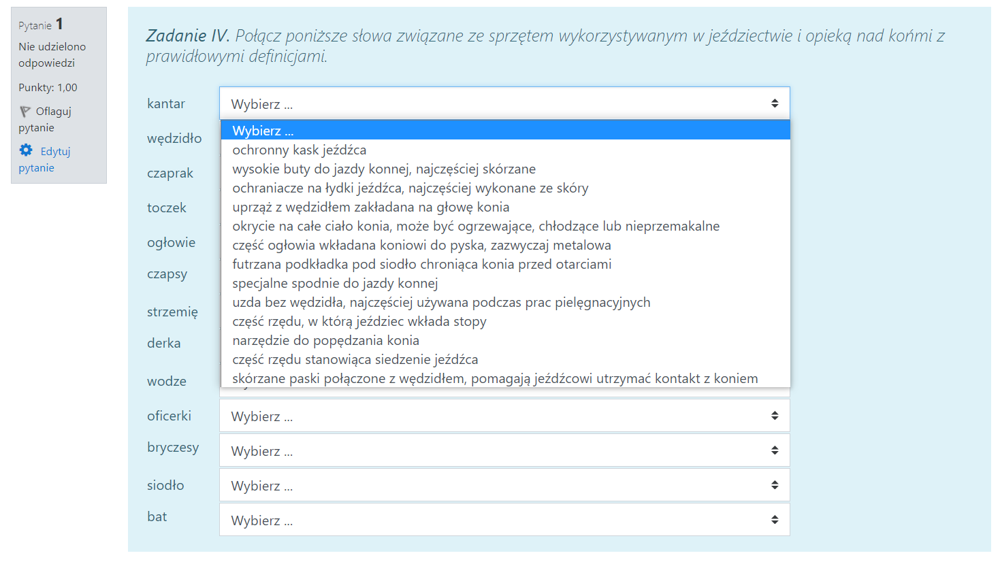 Pytanie 1
Nie udzielono
odpowiedzi
Punkty: 1,00
Oflaguj
pytanie
Edytuj
pytanie
Zadanie IV. Połącz poniższe słowa związane ze sprzętem wykorzystywanym w jeździectwie i opieką nad końmi z
prawidłowymi definicjami.
kantar
Wybierz ...
Wybierz ...
ochronny kask jeźdźca
wysokie buty do jazdy konnej, najczęściej skórzane
ochraniacze na łydki jeźdźca, najczęściej wykonane ze skóry
uprząż z wędzidłem zakładana na głowę konia
okrycie na całe ciało konia, może być ogrzewające, chłodzące lub nieprzemakalne
część ogłowia wkładana koniowi do pyska, zazwyczaj metalowa
futrzana podkładka pod siodło chroniąca konia przed otarciami
specjalne spodnie do jazdy konnej
uzda bez wędzidła, najczęściej używana podczas prac pielęgnacyjnych
część rzędu, w którą jeździec wkłada stopy
narzędzie do popędzania konia
część rzędu stanowiąca siedzenie jeźdźca
skórzane paski połączone z wędzidłem, pomagają jeźdźcowi utrzymać kontakt z koniem
wędzidło
czaprak
toczek
ogłowie
czapsy
strzemię
derka
wodze
oficerki
Wybierz ...
bryczesy
Wybierz ...
siodło
Wybierz ...
bat
Wybierz ...